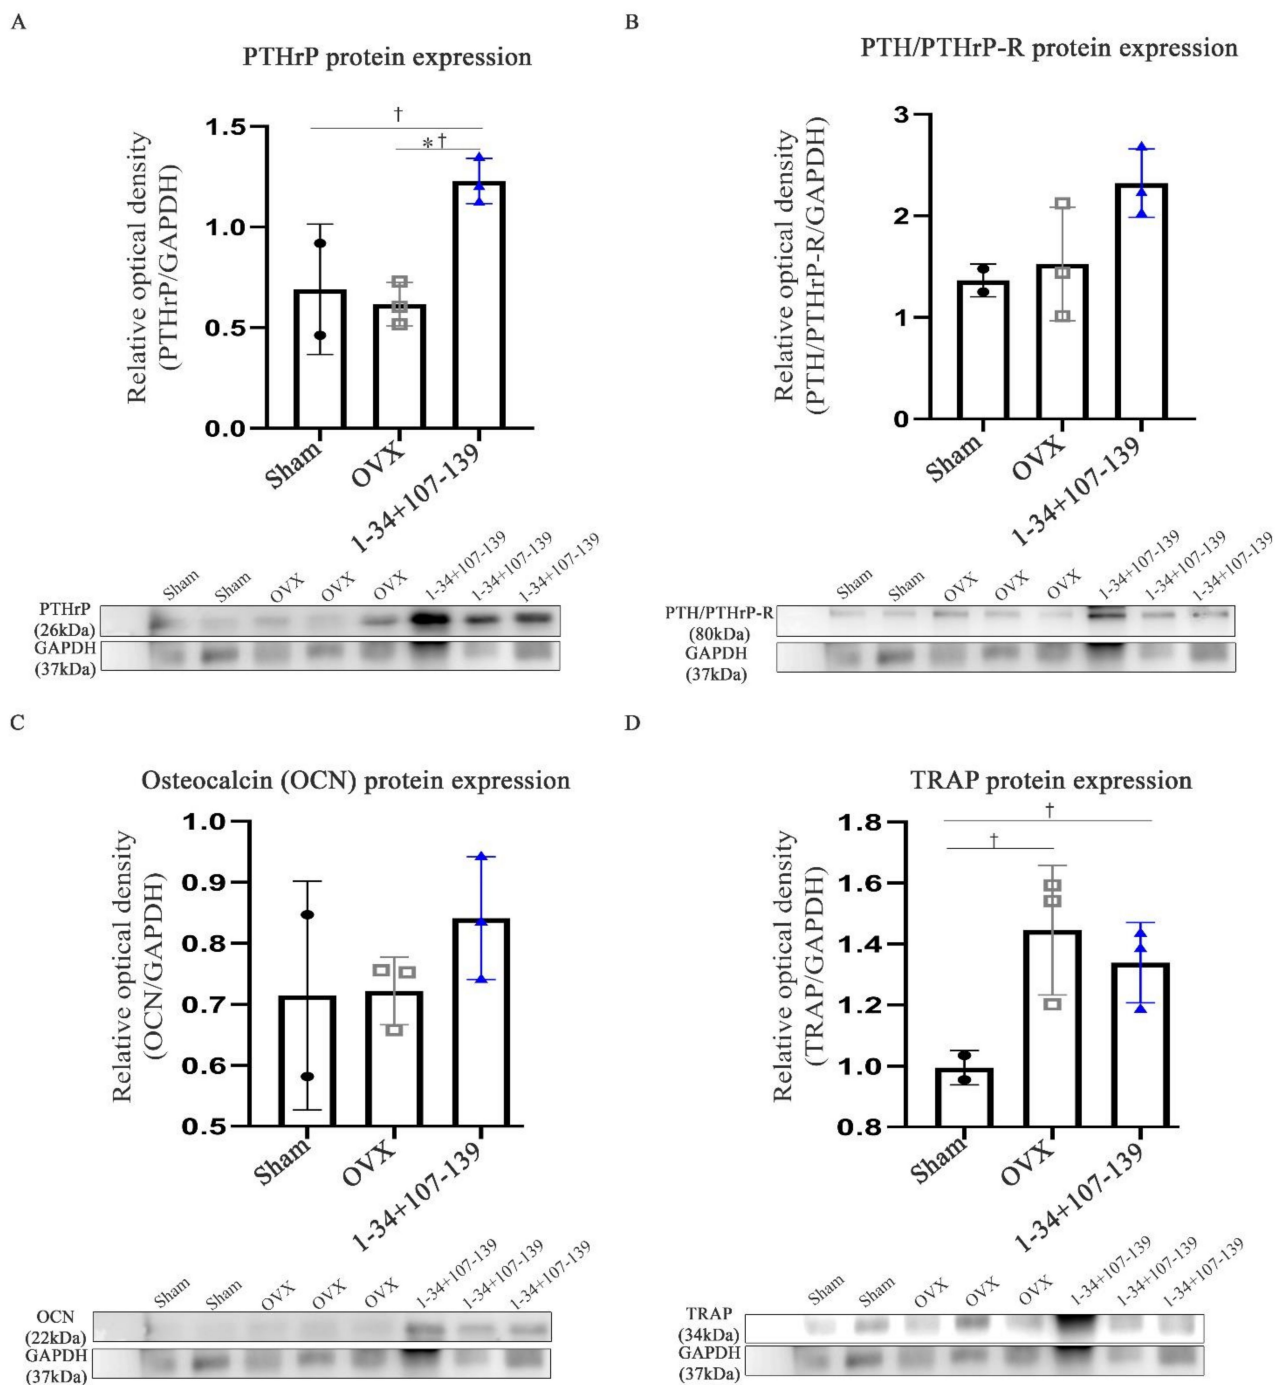 A
PTHrP protein expression
Relative optical density
(PTHrP/GAPDH)
1.5
1.0
0.5
0.0
†
*†
Sham
OVX
1-34+107-139
Sham
Sham
OVX
OVX
OVX
1-34+107-139
1-34+107-139
1-34+107-139
PTHrP
(26kDa)
GAPDH
(37kDa)
B
PTH/PTHrP-R protein expression
Relative optical density
(PTH/PTHrP-R/GAPDH)
3
2
1
0
Sham
OVX
1-34+107-139
Sham
Sham
OVX
OVX
OVX
1-34+107-139
1-34+107-139
1-34+107-139
PTH/PTHrP-R
(80kDa)
GAPDH
(37kDa)
C
Osteocalcin (OCN) protein expression
Relative optical density
(OCN/GAPDH)
1.0
0.9
0.8
0.7
0.6
0.5
Sham
OVX
1-34+107-139
Sham
Sham
OVX
OVX
OVX
1-34+107-139
1-34+107-139
1-34+107-139
OCN
(22kDa)
GAPDH
(37kDa)
D
TRAP protein expression
Relative optical density
(TRAP/GAPDH)
1.8
1.6
1.4
1.2
1.0
0.8
†
†
Sham
OVX
1-34+107-139
Sham
Sham
OVX
OVX
OVX
1-34+107-139
1-34+107-139
1-34+107-139
TRAP
(34kDa)
GAPDH
(37kDa)